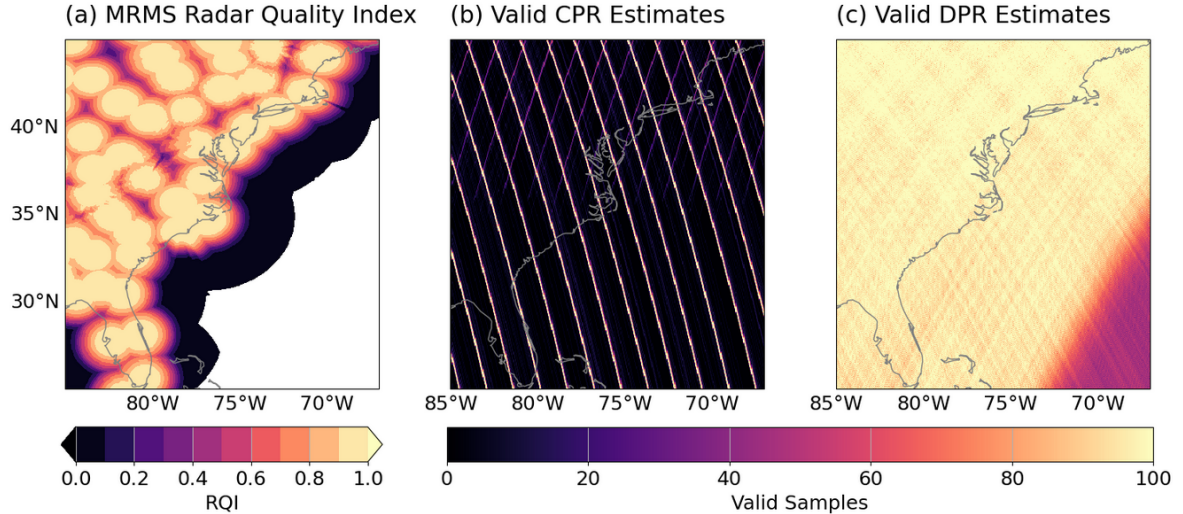 (a) MRMS Radar Quality Index
(b) Valid CPR Estimates
(c) Valid DPR Estimates
40°N
35°N
30°N
80°W 75°W 70°W
85°W 80°W 75°W 70°W
85°W 80°W 75°W 70°W
0.0 0.2 0.4 0.6 0.8 1.0
RQI
0 20 40 60 80 100
Valid Samples